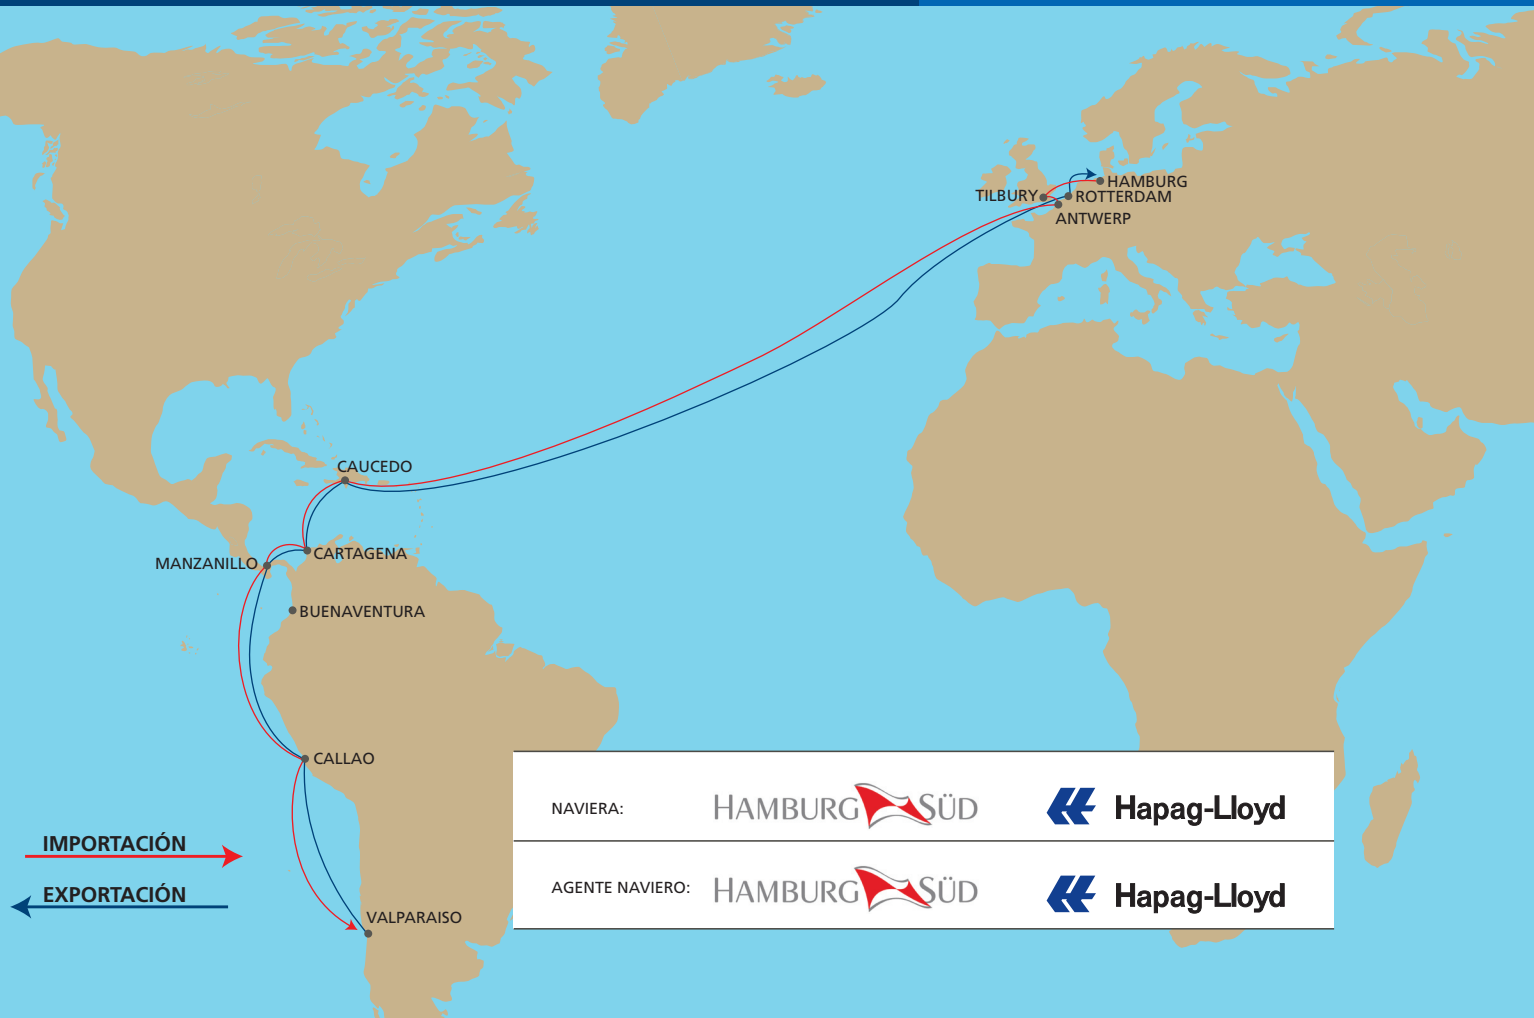 HAMBURG
TILBURY
ROTTERDAM
ANTWERP
CAUCEDO
CARTAGENA
MANZANILLO
BUENAVENTURA
CALLAO
NAVIERA: HAMBURG SÜD Hapag-Lloyd
IMPORTACIÓN
AGENTE NAVIERO: HAMBURG SÜD Hapag-Lloyd
EXPORTACIÓN
VALPARAISO